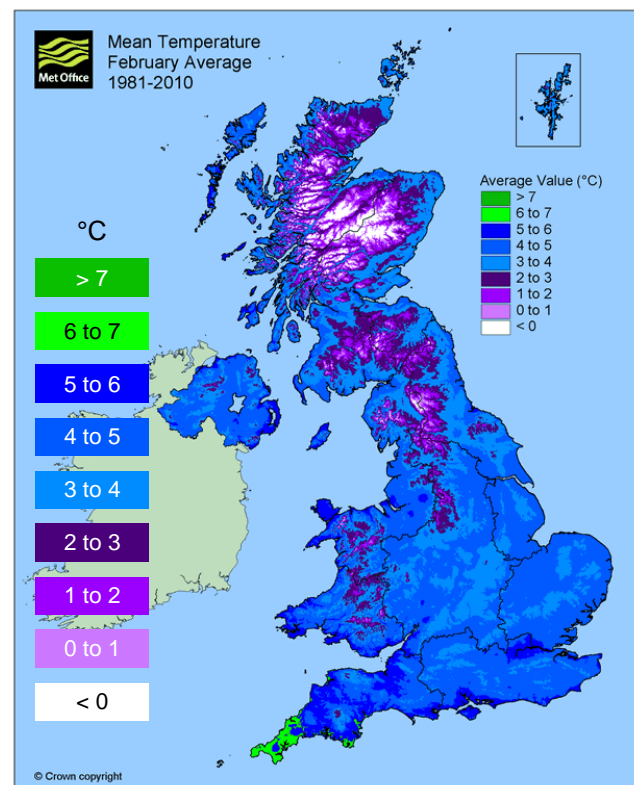 Met Office
Mean Temperature
February Average
1981-2010
°C
> 7
6 to 7
5 to 6
4 to 5
3 to 4
2 to 3
1 to 2
0 to 1
< 0
Average Value (°C)
> 7
6 to 7
5 to 6
4 to 5
3 to 4
2 to 3
1 to 2
0 to 1
< 0
© Crown copyright